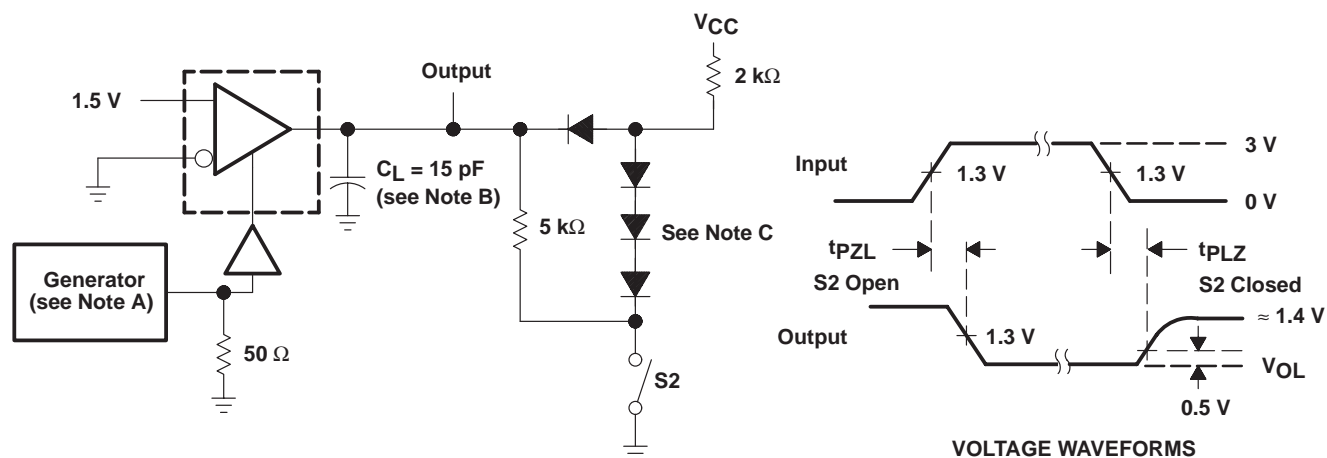 VCC
2 kΩ
Output
1.5 V
CL = 15 pF
(see Note B)
5 kΩ
See Note C
Generator
(see Note A)
50 Ω
S2
Input
3 V
1.3 V
1.3 V
0 V
tPZL
tPLZ
S2 Open
S2 Closed
≈ 1.4 V
Output
1.3 V
VOL
0.5 V
VOLTAGE WAVEFORMS